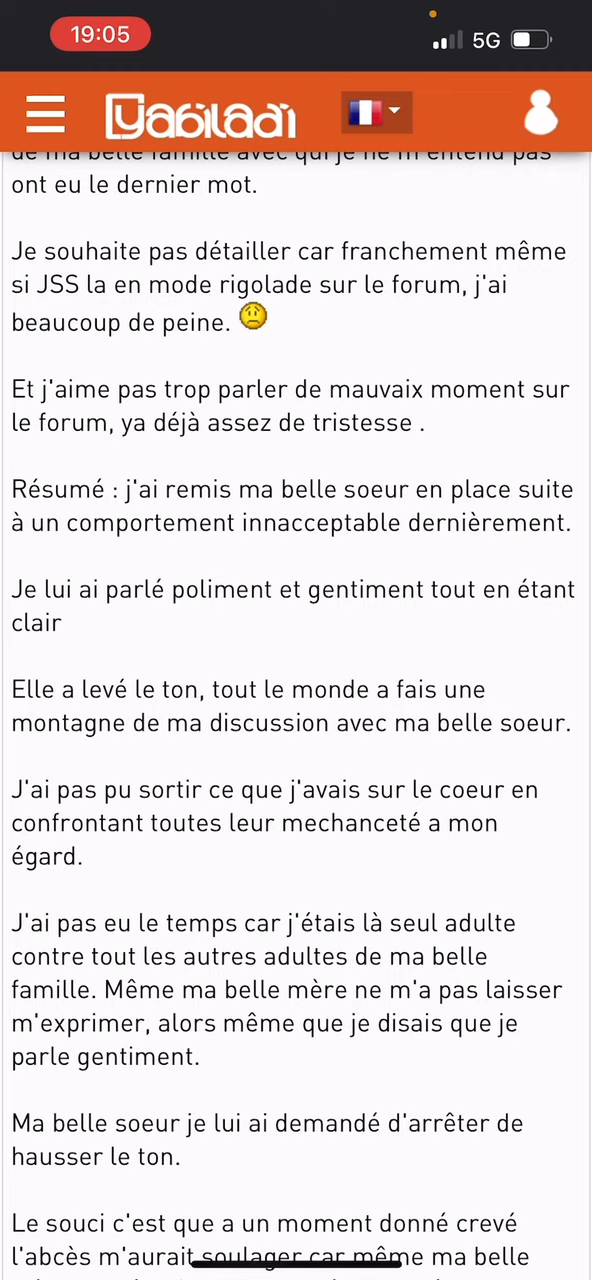 19:05
5G
Yabiladi
de ma belle famille avec qui je ne m'entend pas
ont eu le dernier mot.
Je souhaite pas détailler car franchement même
si JSS la en mode rigolade sur le forum, j'ai
beaucoup de peine.
Et j'aime pas trop parler de mauvaix moment sur
le forum, ya déjà assez de tristesse .
Résumé : j'ai remis ma belle soeur en place suite
à un comportement innacceptable dernièrement.
Je lui ai parlé poliment et gentiment tout en étant
clair
Elle a levé le ton, tout le monde a fais une
montagne de ma discussion avec ma belle soeur.
J'ai pas pu sortir ce que j'avais sur le coeur en
confrontant toutes leur mechanceté a mon
égard.
J'ai pas eu le temps car j'étais là seul adulte
contre tout les autres adultes de ma belle
famille. Même ma belle mère ne m'a pas laisser
m'exprimer, alors même que je disais que je
parle gentiment.
Ma belle soeur je lui ai demandé d'arrêter de
hausser le ton.
Le souci c'est que a un moment donné crevé
l'abcès m'aurait soulager car même ma belle